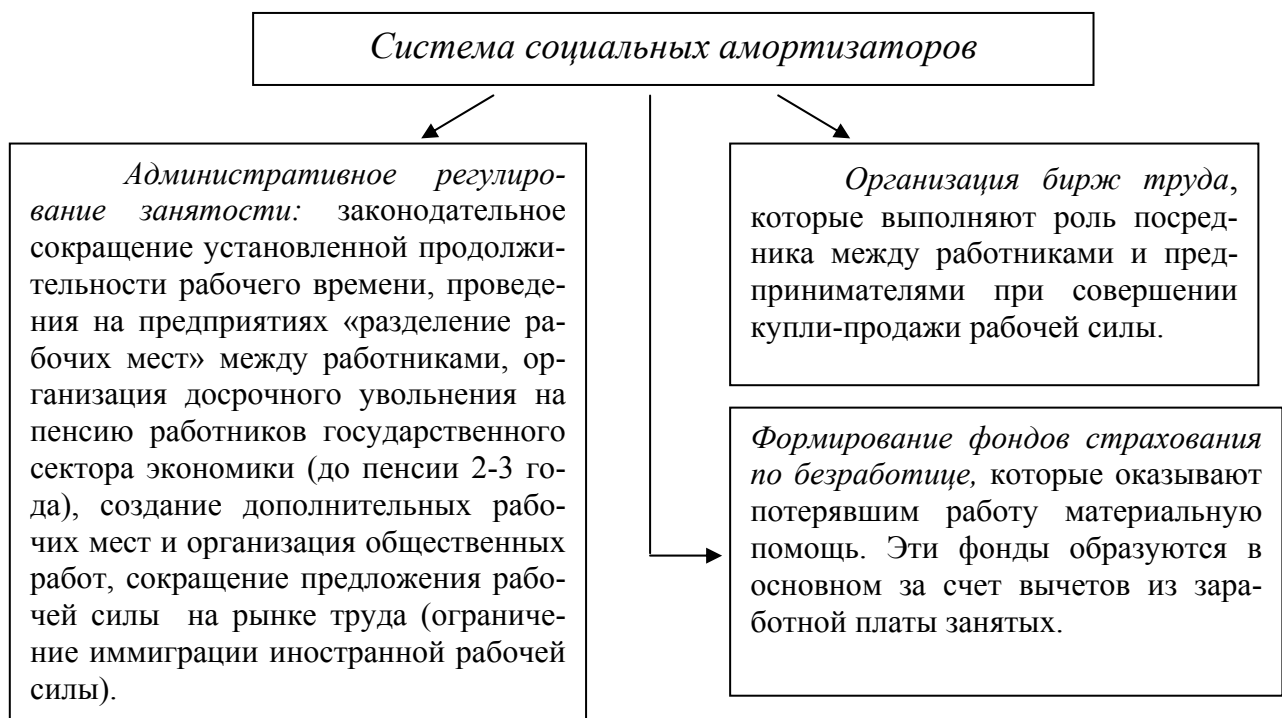 Система социальных амортизаторов
Административное регулиро-
вание занятости: законодательное
сокращение установленной продолжи-
тельности рабочего времени, проведе-
ния на предприятиях «разделение ра-
бочих мест» между работниками, ор-
ганизация досрочного увольнения на
пенсию работников государственного
сектора экономики (до пенсии 2-3 го-
да), создание дополнительных рабо-
чих мест и организация общественных
работ, сокращение предложения рабо-
чей силы на рынке труда (ограниче-
ние иммиграции иностранной рабочей
силы).
Организация бирж труда,
которые выполняют роль посред-
ника между работниками и пред-
принимателями при совершении
купли-продажи рабочей силы.
Формирование фондов страхования
по безработице, которые оказывают
потерявшим работу материальную
помощь. Эти фонды образуются в
основном за счет вычетов из зара-
ботной платы занятых.